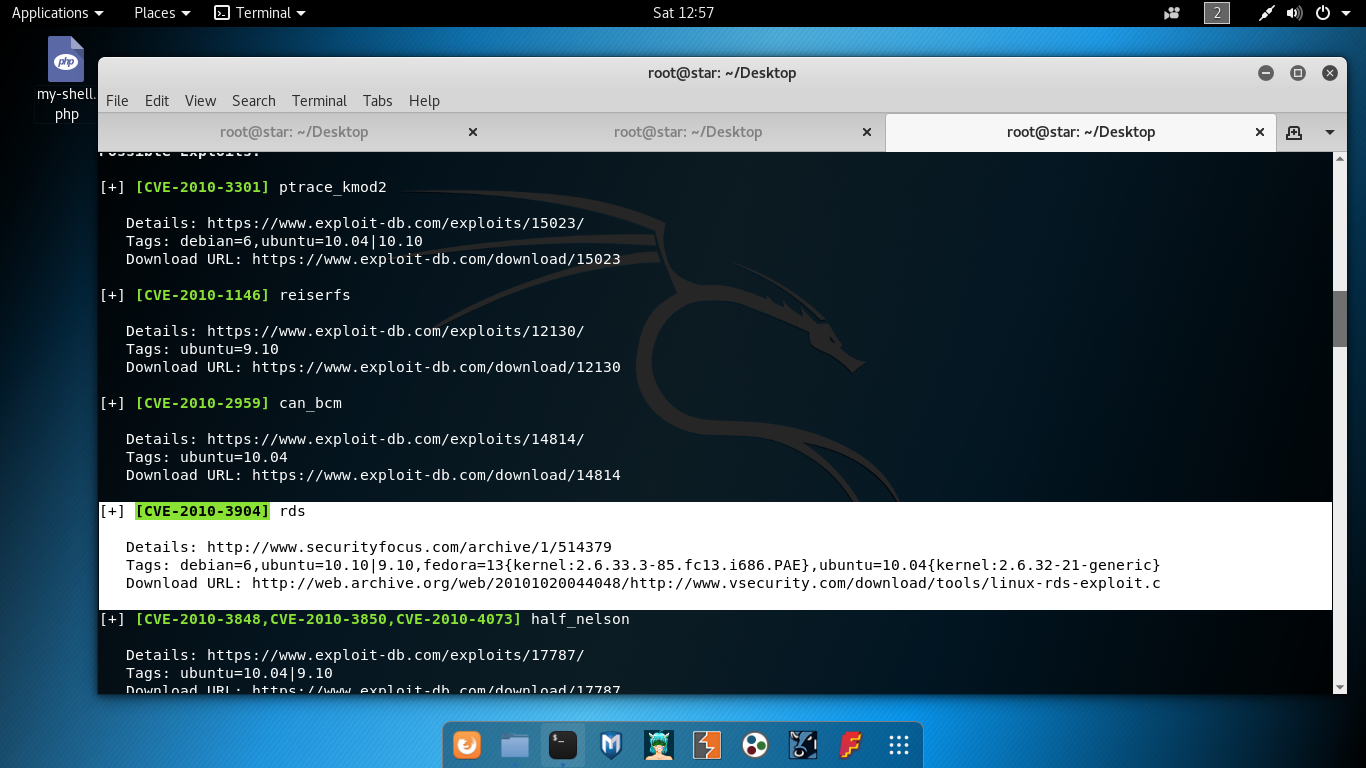 Applications Places Terminal Sat 12:57 2
my-shell.
php
root@star: ~/Desktop
File Edit View Search Terminal Tabs Help
root@star: ~/Desktop root@star: ~/Desktop root@star: ~/Desktop
Possible Exploits:
[+] [CVE-2010-3301] ptrace_kmod2
Details: https://www.exploit-db.com/exploits/15023/
Tags: debian=6,ubuntu=10.04|10.10
Download URL: https://www.exploit-db.com/download/15023
[+] [CVE-2010-1146] reiserfs
Details: https://www.exploit-db.com/exploits/12130/
Tags: ubuntu=9.10
Download URL: https://www.exploit-db.com/download/12130
[+] [CVE-2010-2959] can_bcm
Details: https://www.exploit-db.com/exploits/14814/
Tags: ubuntu=10.04
Download URL: https://www.exploit-db.com/download/14814
[+] [CVE-2010-3904] rds
Details: http://www.securityfocus.com/archive/1/514379
Tags: debian=6,ubuntu=10.10|9.10,fedora=13{kernel:2.6.33.3-85.fc13.i686.PAE},ubuntu=10.04{kernel:2.6.32-21-generic}
Download URL: http://web.archive.org/web/20101020044048/http://www.vsecurity.com/download/tools/linux-rds-exploit.c
[+] [CVE-2010-3848,CVE-2010-3850,CVE-2010-4073] half_nelson
Details: https://www.exploit-db.com/exploits/17787/
Tags: ubuntu=10.04|9.10
Download URL: https://www.exploit-db.com/download/17787